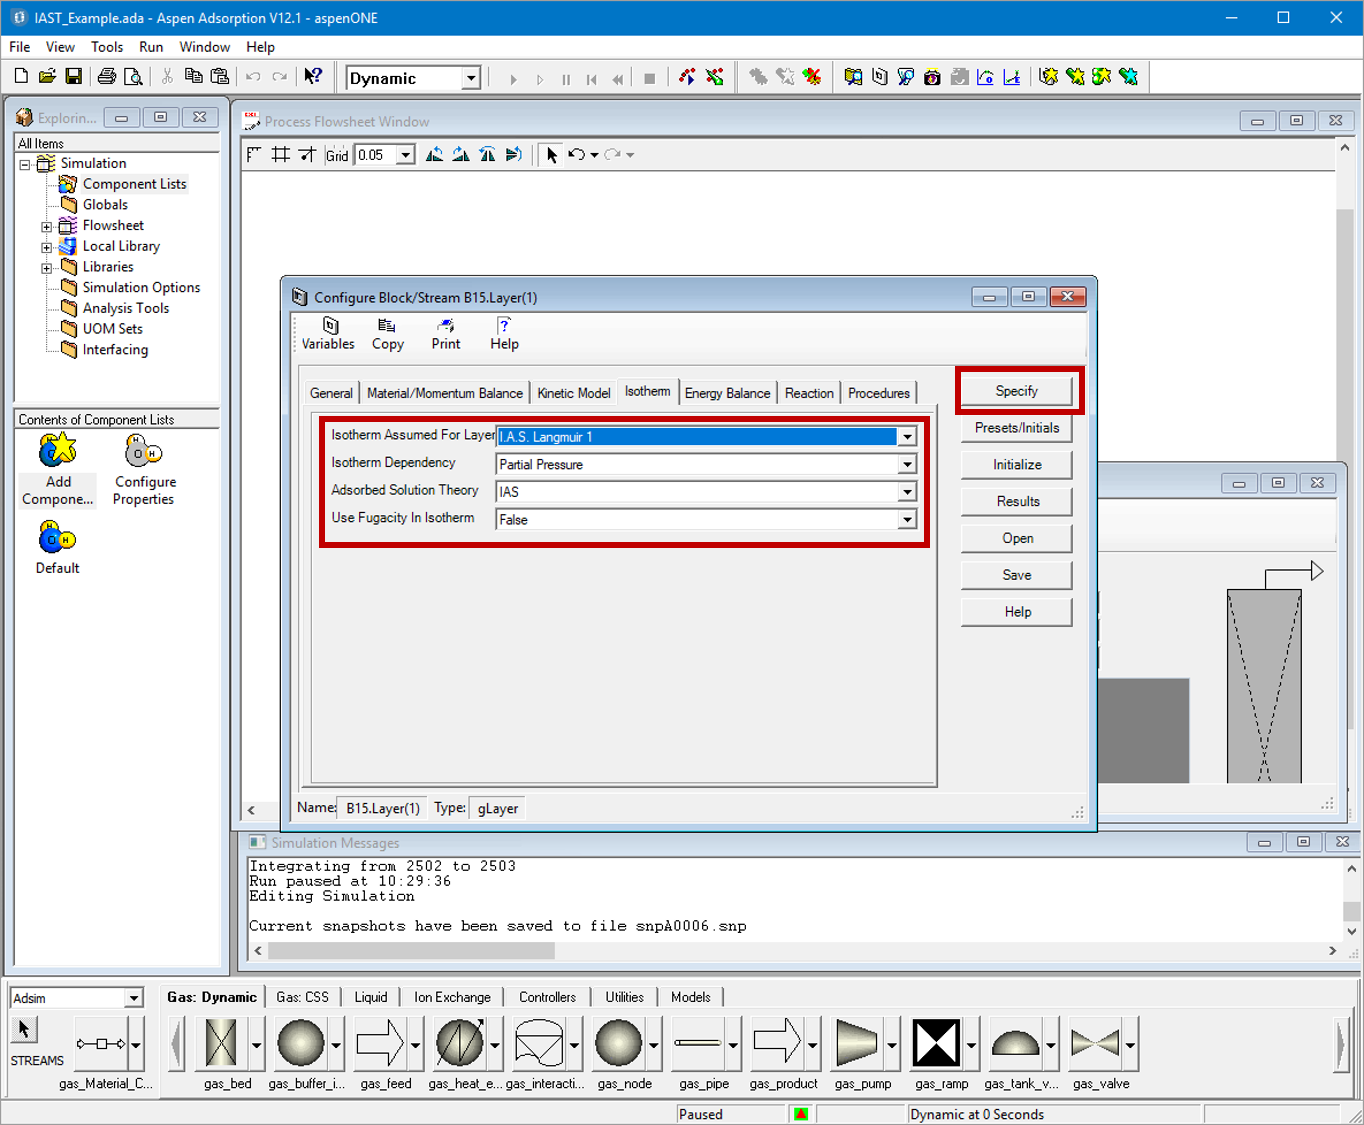 IAST_Example.ada - Aspen Adsorption V12.1 - aspenONE
File View Tools Run Window Help
Dynamic
Explorin...
All Items
Simulation
Component Lists
Globals
Flowsheet
Local Library
Libraries
Simulation Options
Analysis Tools
UOM Sets
Interfacing
Contents of Component Lists
Add Compone...
Configure Properties
Default
Process Flowsheet Window
Grid 0.05
Configure Block/Stream B15.Layer(1)
Variables Copy Print Help
General Material/Momentum Balance Kinetic Model Isotherm Energy Balance Reaction Procedures
Isotherm Assumed For Layer I.A.S. Langmuir 1
Isotherm Dependency Partial Pressure
Adsorbed Solution Theory IAS
Use Fugacity In Isotherm False
Specify
Presets/Initials
Initialize
Results
Open
Save
Help
Name: B15.Layer(1) Type: gLayer
Simulation Messages
Integrating from 2502 to 2503
Run paused at 10:29:36
Editing Simulation
Current snapshots have been saved to file snpA0006.snp
Adsim
Gas: Dynamic Gas: CSS Liquid Ion Exchange Controllers Utilities Models
STREAMS
gas_Material_C... gas_bed gas_buffer_i... gas_feed gas_heat_e... gas_interacti... gas_node gas_pipe gas_product gas_pump gas_ramp gas_tank_v... gas_valve
Paused Dynamic at 0 Seconds